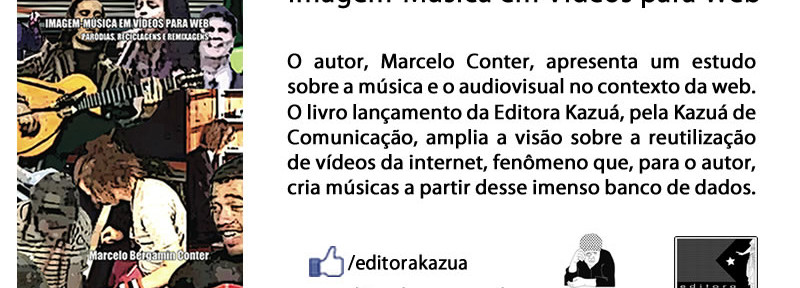 Imagem-Música em Vídeos para Web
IMAGEM-MÚSICA EM VÍDEOS PARA WEB
PARÓDIAS, RECICLAGENS E REMIXAGENS
O autor, Marcelo Conter, apresenta um estudo
sobre a música e o audiovisual no contexto da web.
O livro lançamento da Editora Kazuá, pela Kazuá de
Comunicação, amplia a visão sobre a reutilização
de vídeos da internet, fenômeno que, para o autor,
cria músicas a partir desse imenso banco de dados.
Marcelo Bergamin Conter
/editorakazua
editora